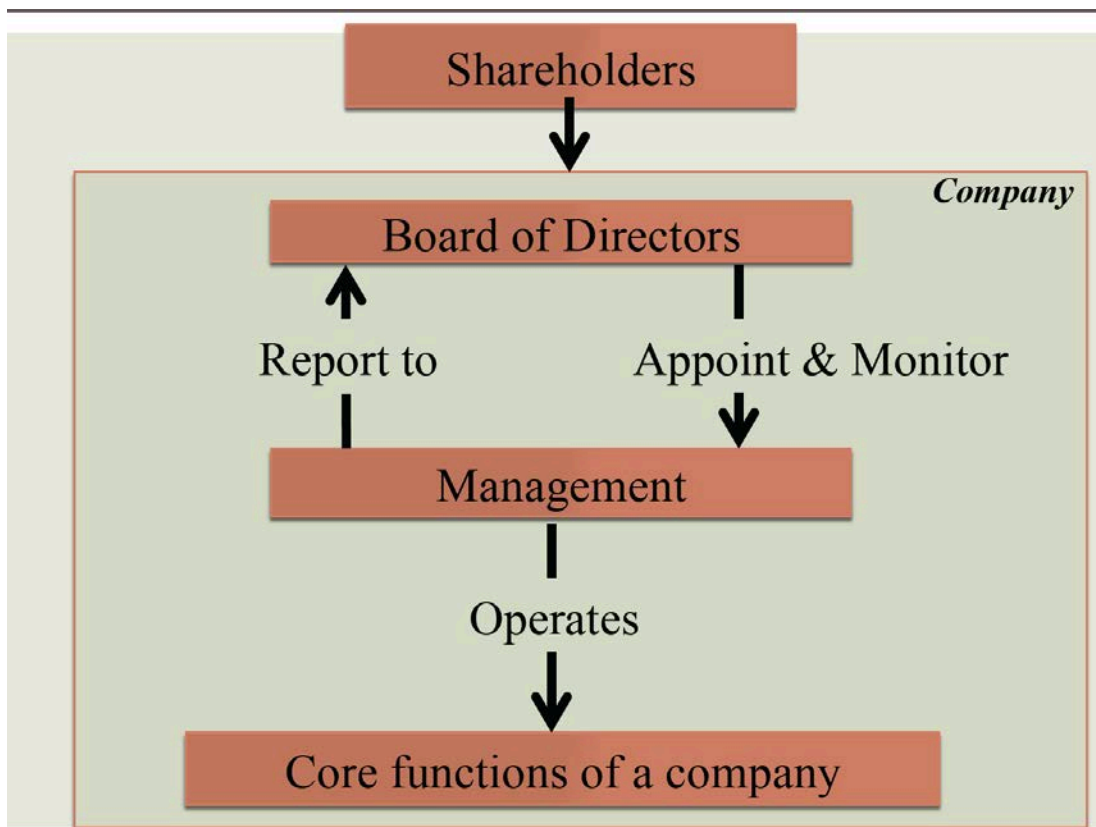 Shareholders
Company
Board of Directors
Report to
Appoint & Monitor
Management
Operates
Core functions of a company